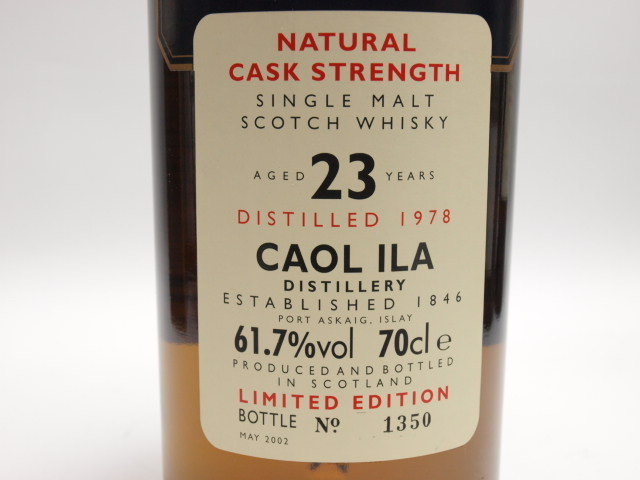 NATURAL
CASK STRENGTH
SINGLE MALT
SCOTCH WHISKY
AGED 23 YEARS
DISTILLED 1978
CAOL ILA
DISTILLERY
ESTABLISHED 1846
PORT ASKAIG, ISLAY
61.7%vol 70cl e
PRODUCED AND BOTTLED
IN SCOTLAND
LIMITED EDITION
BOTTLE Nº 1350
MAY 2002